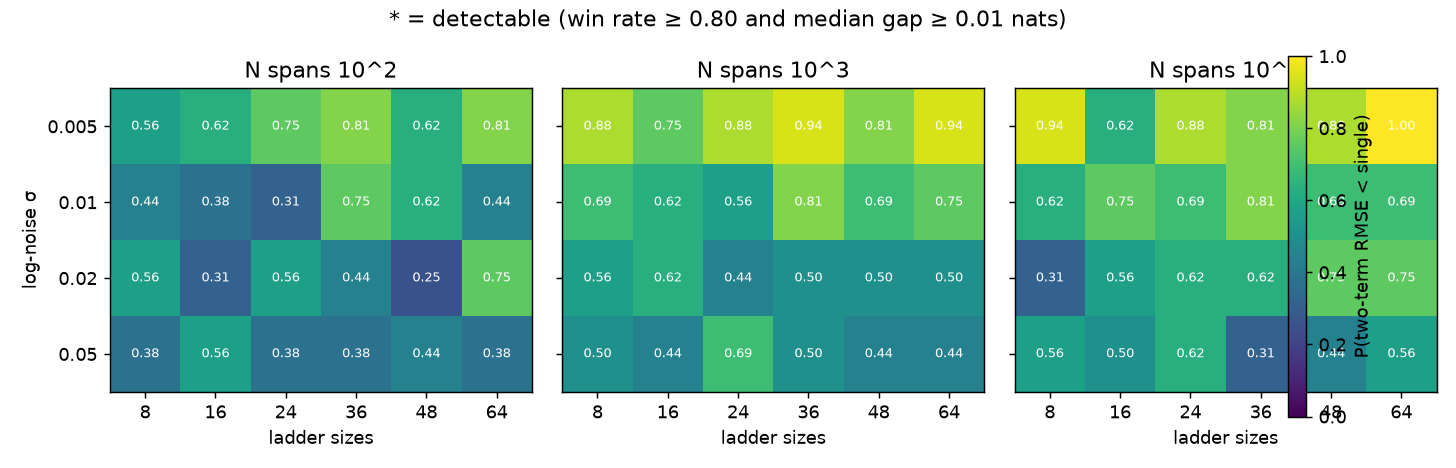 * = detectable (win rate ≥ 0.80 and median gap ≥ 0.01 nats)
N spans 10^2
N spans 10^3
N spans 10^
log-noise σ
0.005
0.56 0.62 0.75 0.81 0.62 0.81
0.88 0.75 0.88 0.94 0.81 0.94
0.94 0.62 0.88 0.81 1.00
0.01
0.44 0.38 0.31 0.75 0.62 0.44
0.69 0.62 0.56 0.81 0.69 0.75
0.62 0.75 0.69 0.81 0.69
0.02
0.56 0.31 0.56 0.44 0.25 0.75
0.56 0.62 0.44 0.50 0.50 0.50
0.31 0.56 0.62 0.62 0.75
0.05
0.38 0.56 0.38 0.38 0.44 0.38
0.50 0.44 0.69 0.50 0.44 0.44
0.56 0.50 0.62 0.31 0.44 0.56
8 16 24 36 48 64
8 16 24 36 48 64
8 16 24 36 48 64
ladder sizes
ladder sizes
ladder sizes
1.0
0.8
0.6
0.4
0.2
0.0
P(two-term RMSE < single)